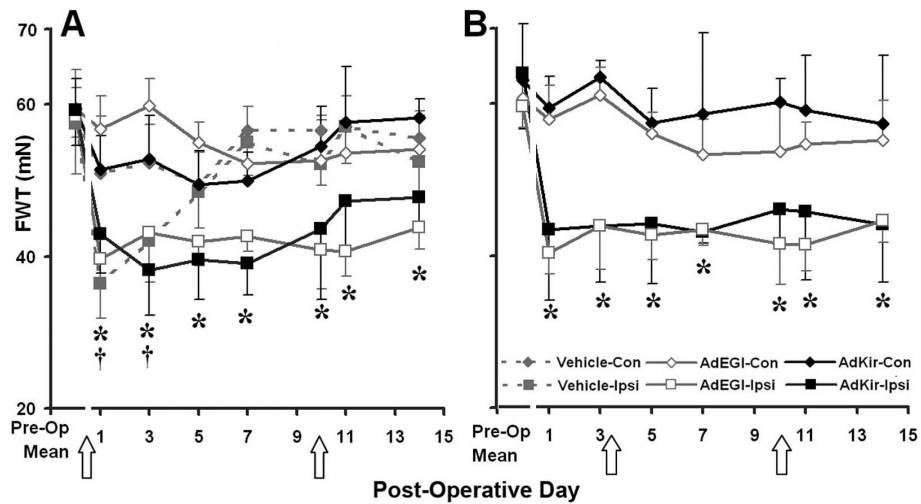 A
B
70
60
40
20
FWT (mN)
* * * * * * *
† †
* * * * * * *
Vehicle-Con AdEGI-Con AdKir-Con
Vehicle-Ipsi AdEGI-Ipsi AdKir-Ipsi
Pre-Op Mean 1 3 5 7 9 11 13 15
Pre-Op Mean 1 3 5 7 9 11 13 15
Post-Operative Day